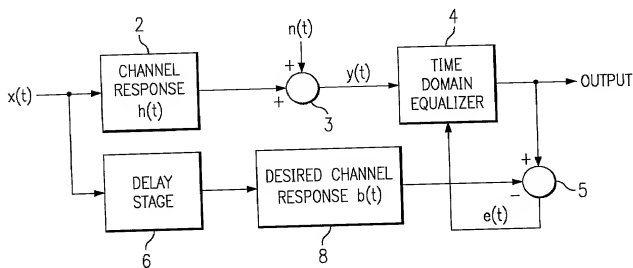 2
CHANNEL
RESPONSE
h(t)
x(t)
n(t)
+
+
3
y(t)
4
TIME
DOMAIN
EQUALIZER
OUTPUT
DELAY
STAGE
6
DESIRED CHANNEL
RESPONSE b(t)
8
+
−
5
e(t)